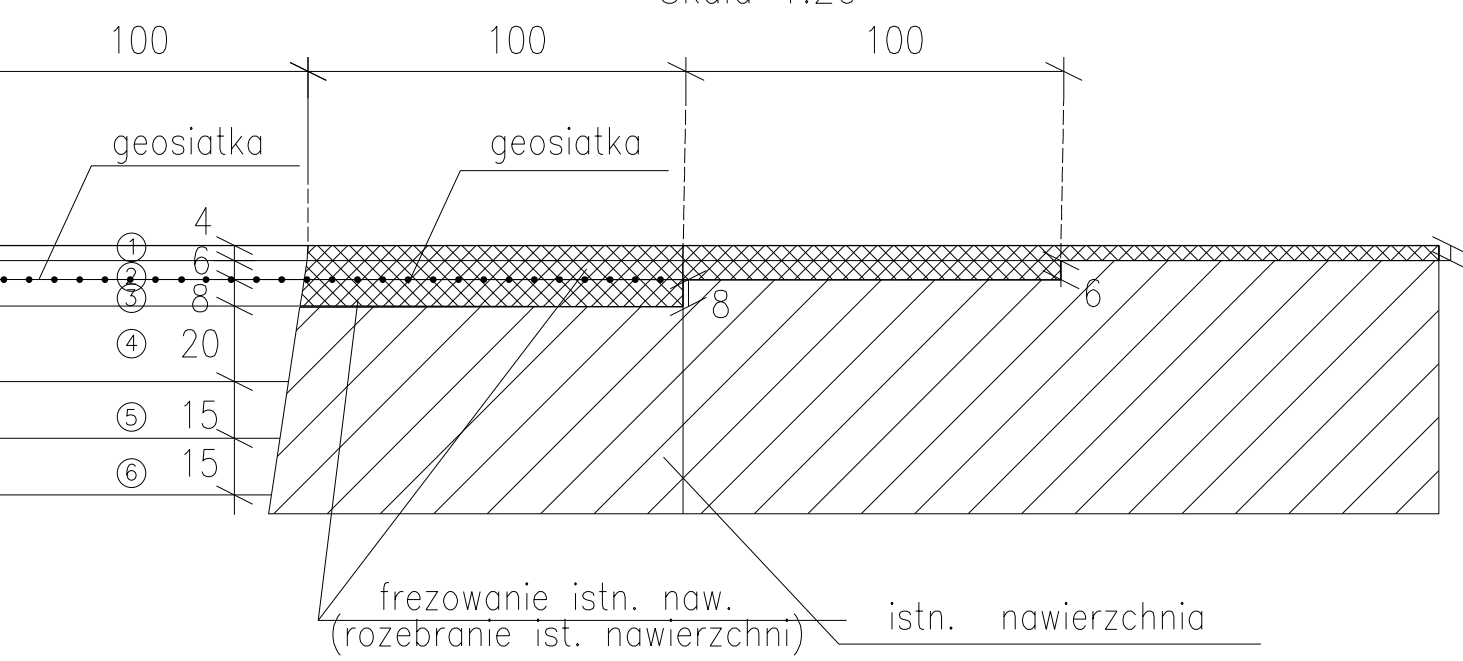 100 100 100
geosiatka geosiatka
4
1
6
2
3
8
8
6
4 20
5 15
6 15
frezowanie istn. naw.
(rozebranie ist. nawierzchni)
istn. nawierzchnia